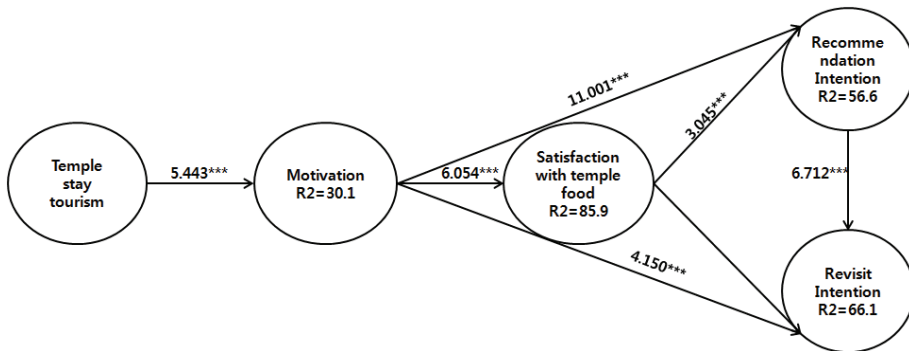 Temple
stay
tourism
5.443***
Motivation
R2=30.1
11.001***
6.054***
4.150***
Satisfaction
with temple
food
R2=85.9
3.045***
Recomme
ndation
Intention
R2=56.6
6.712***
Revisit
Intention
R2=66.1